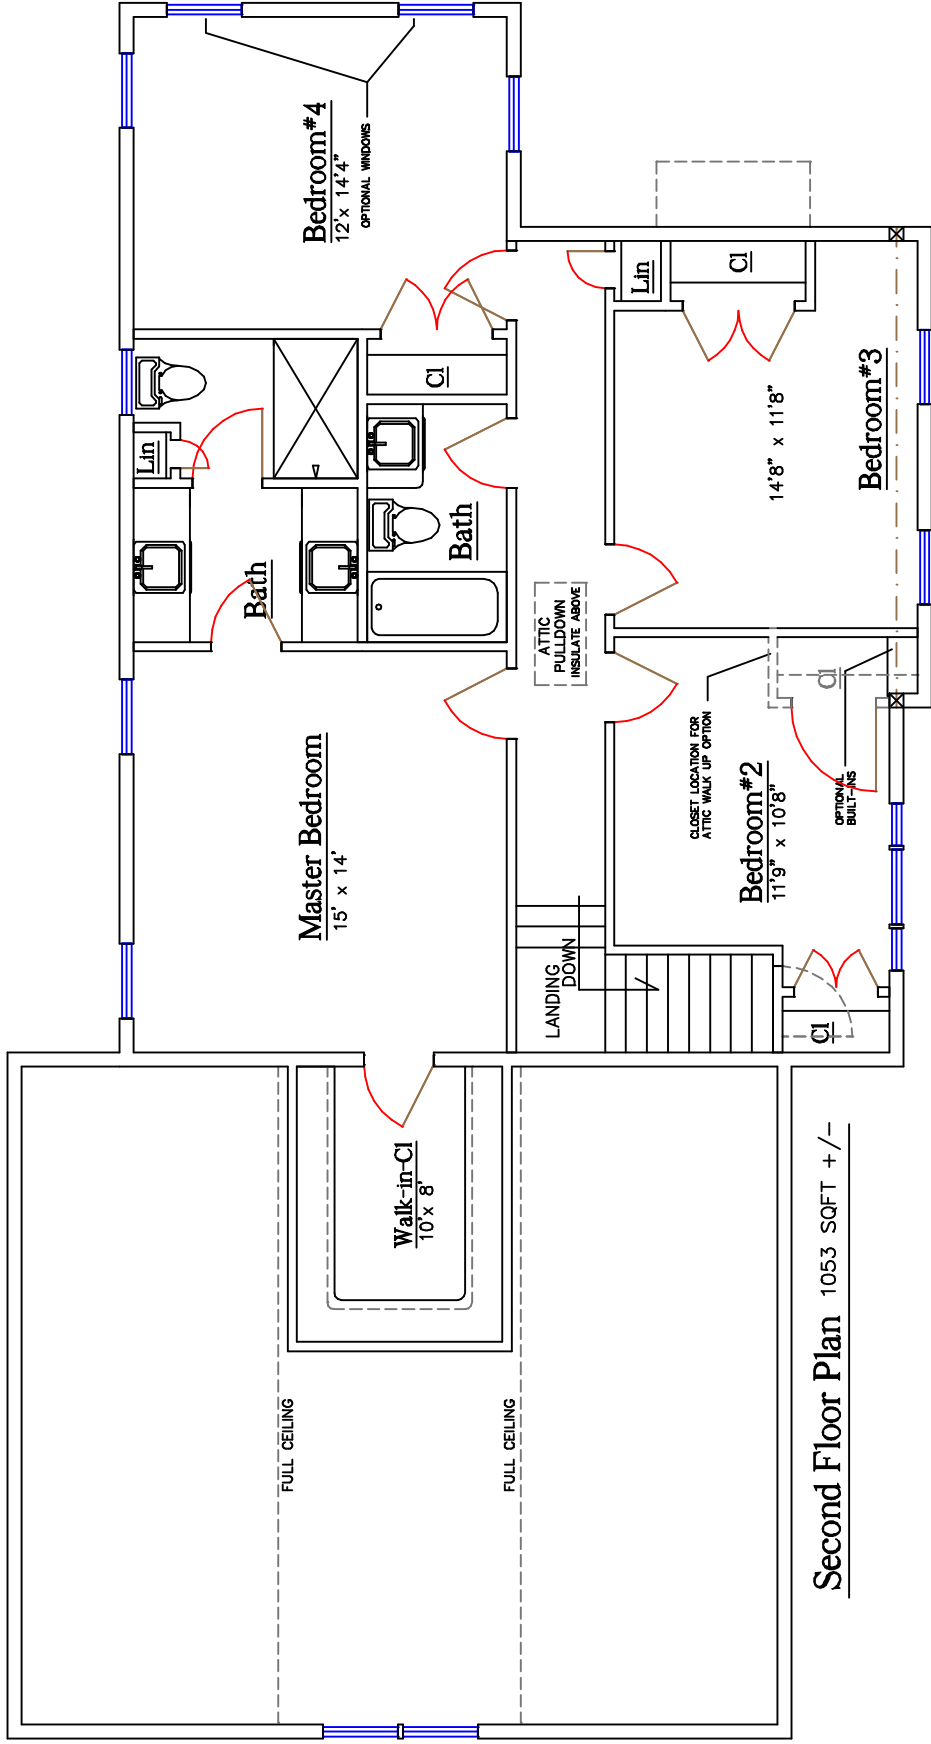 Bedroom#4
12'x 14'4"
OPTIONAL WINDOWS
Lin
Cl
Lin
Cl
Bath
Bath
14'8" x 11'8"
Bedroom#3
ATTIC
PULLDOWN
INSULATE ABOVE
Cl
Master Bedroom
15' x 14'
CLOSET LOCATION FOR
ATTIC WALK UP OPTION
Bedroom#2
11'9" x 10'8"
OPTIONAL
BUILT-INS
LANDING
DOWN
Cl
Walk-in-Cl
10'x 8'
FULL CEILING
FULL CEILING
Second Floor Plan 1053 SQFT +/-